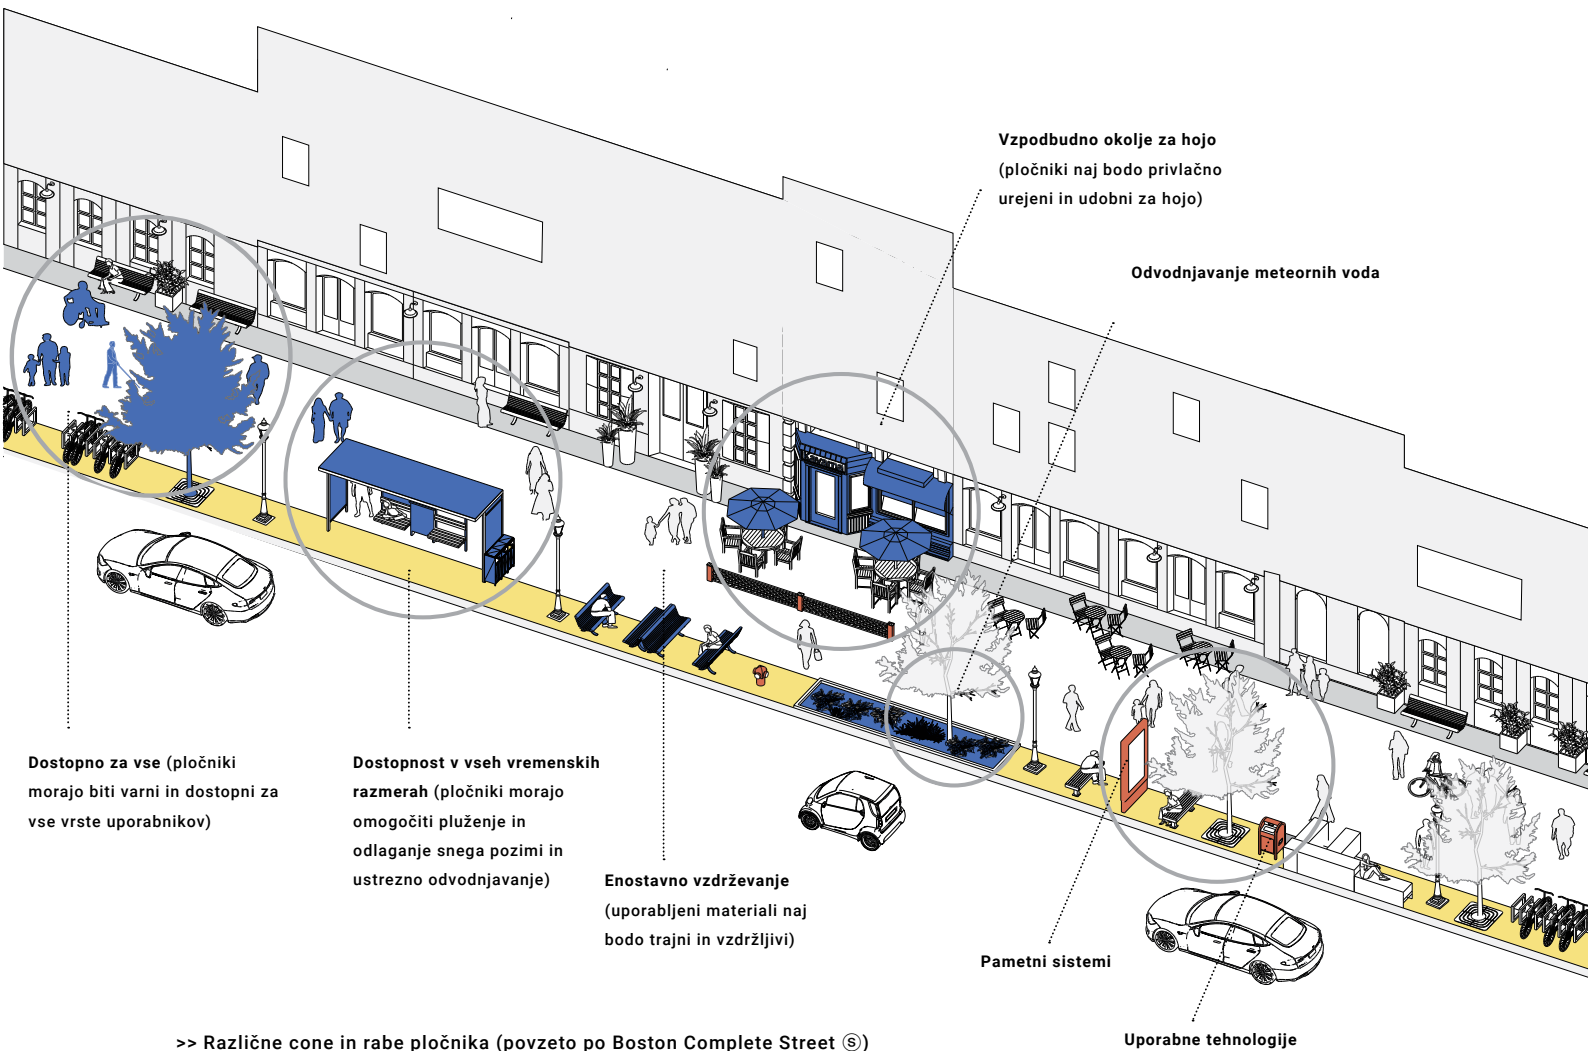 Vzpodbudno okolje za hojo
(pločniki naj bodo privlačno
urejeni in udobni za hojo)
Odvodnjavanje meteornih voda
Dostopno za vse (pločniki
morajo biti varni in dostopni za
vse vrste uporabnikov)
Dostopnost v vseh vremenskih
razmerah (pločniki morajo
omogočiti pluženje in
odlaganje snega pozimi in
ustrezno odvodnjavanje)
Enostavno vzdrževanje
(uporabljeni materiali naj
bodo trajni in vzdržljivi)
Pametni sistemi
Uporabne tehnologije
>> Različne cone in rabe pločnika (povzeto po Boston Complete Street ⓢ)